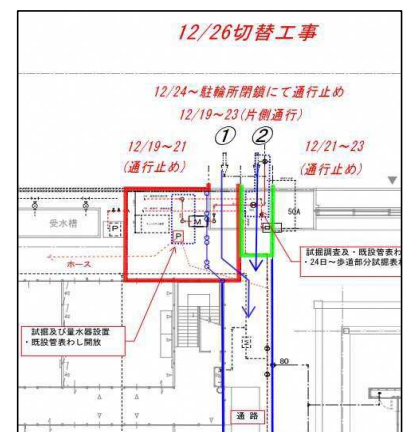 12/26切替工事
12/24～駐輪所閉鎖にて通行止め
12/19～23(片側通行)
① ②
12/19～21
(通行止め)
12/21～23
(通行止め)
受水槽
P
M
50A
P
ホース
試掘調査及・既設管表わ
・24日～歩道部分試掘表
試掘及び量水器設置
・既設管表わし開放
80
通路